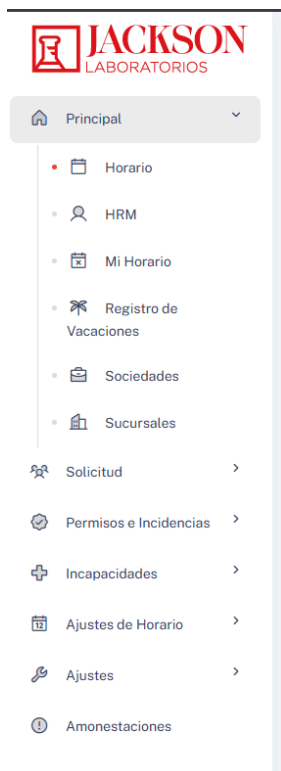 JACKSON
LABORATORIOS
Principal
Horario
HRM
Mi Horario
Registro de
Vacaciones
Sociedades
Sucursales
Solicitud
Permisos e Incidencias
Incapacidades
12
Ajustes de Horario
Ajustes
Amonestaciones